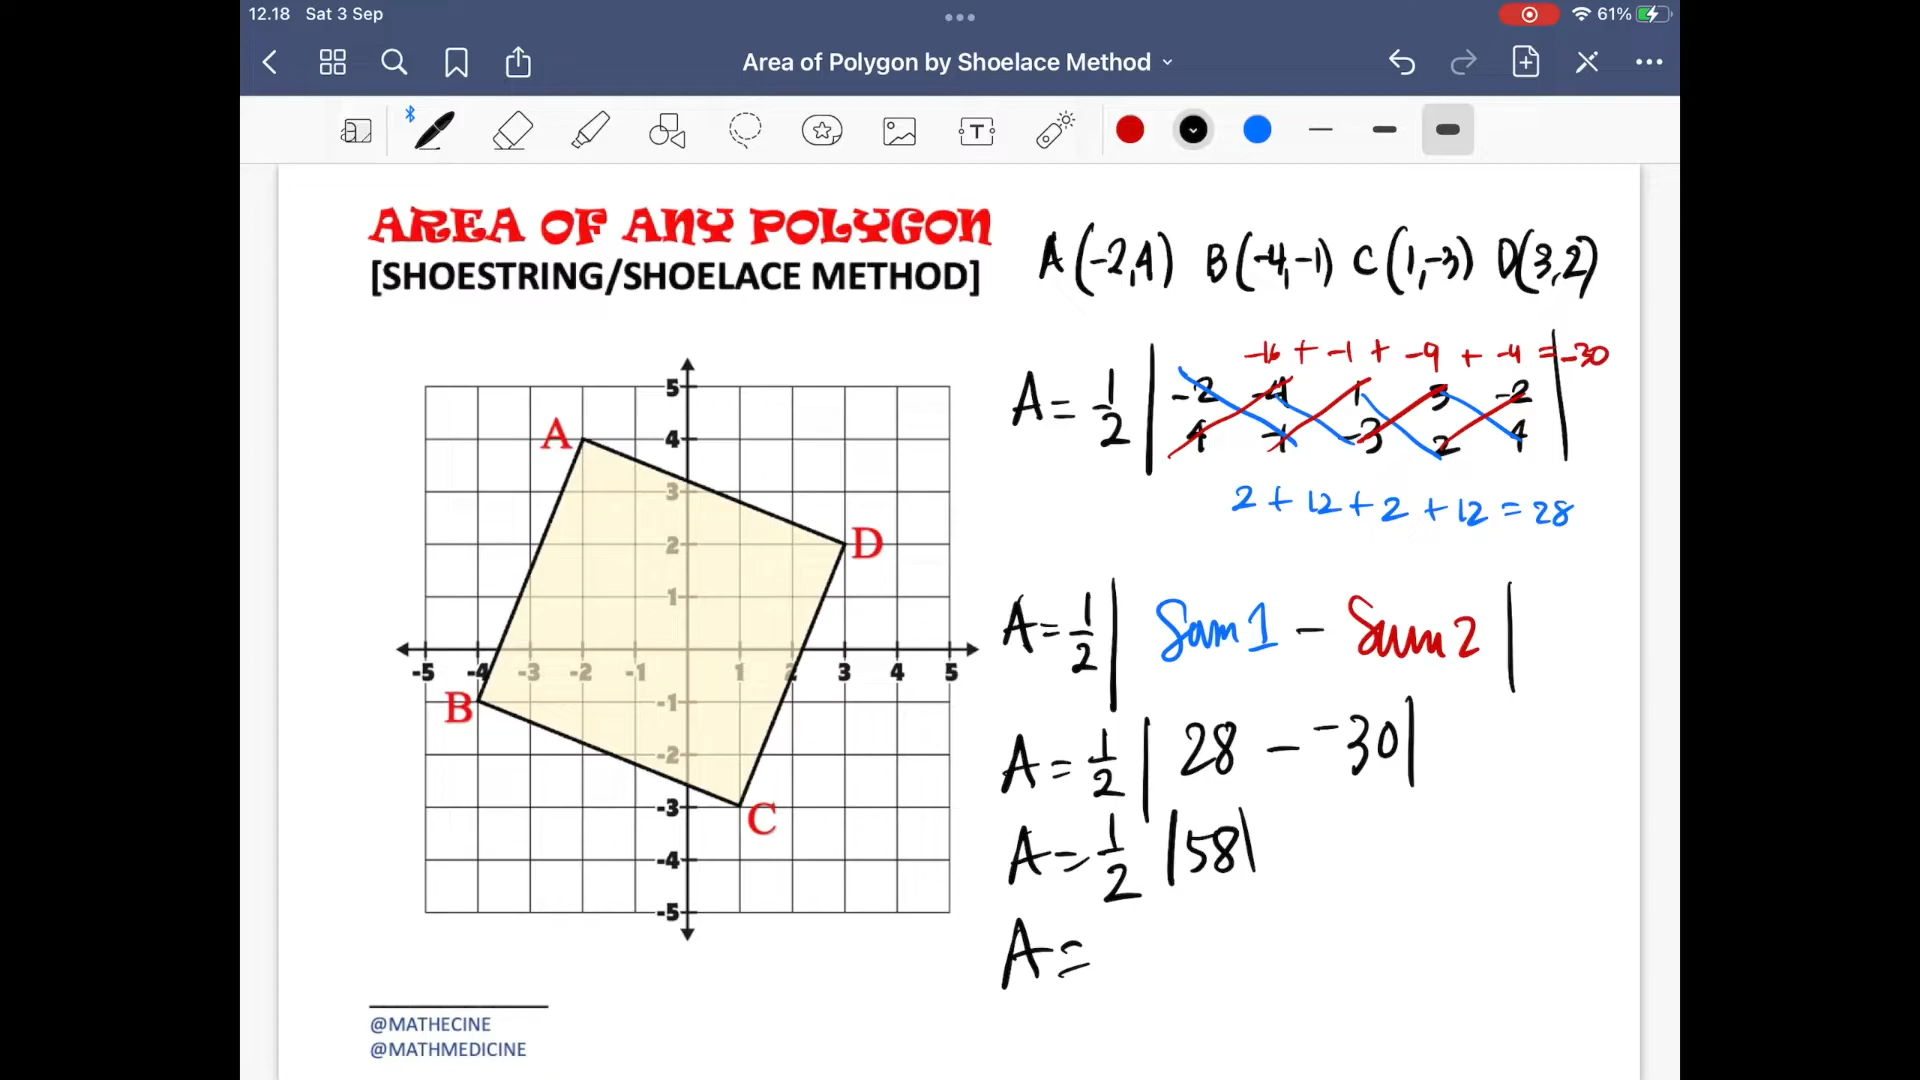 12.18 Sat 3 Sep
61%
Area of Polygon by Shoelace Method
AREA OF ANY POLYGON
[SHOESTRING/SHOELACE METHOD]
A(-2,4) B(-4,-1) C(1,-3) D(3,2)
-16 + -1 + -9 + -4 = -30
A = 1/2 | -2 -4 1 3 -2 |
4 -1 -3 2 4
2 + 12 + 2 + 12 = 28
A = 1/2 | Sum 1 - Sum 2 |
A = 1/2 | 28 - -30 |
A = 1/2 |58|
A =
5
A 4
3
2 D
1
-5 -4 -3 -2 -1 1 2 3 4 5
B -1
-2
-3 C
-4
-5
@MATHECINE
@MATHMEDICINE